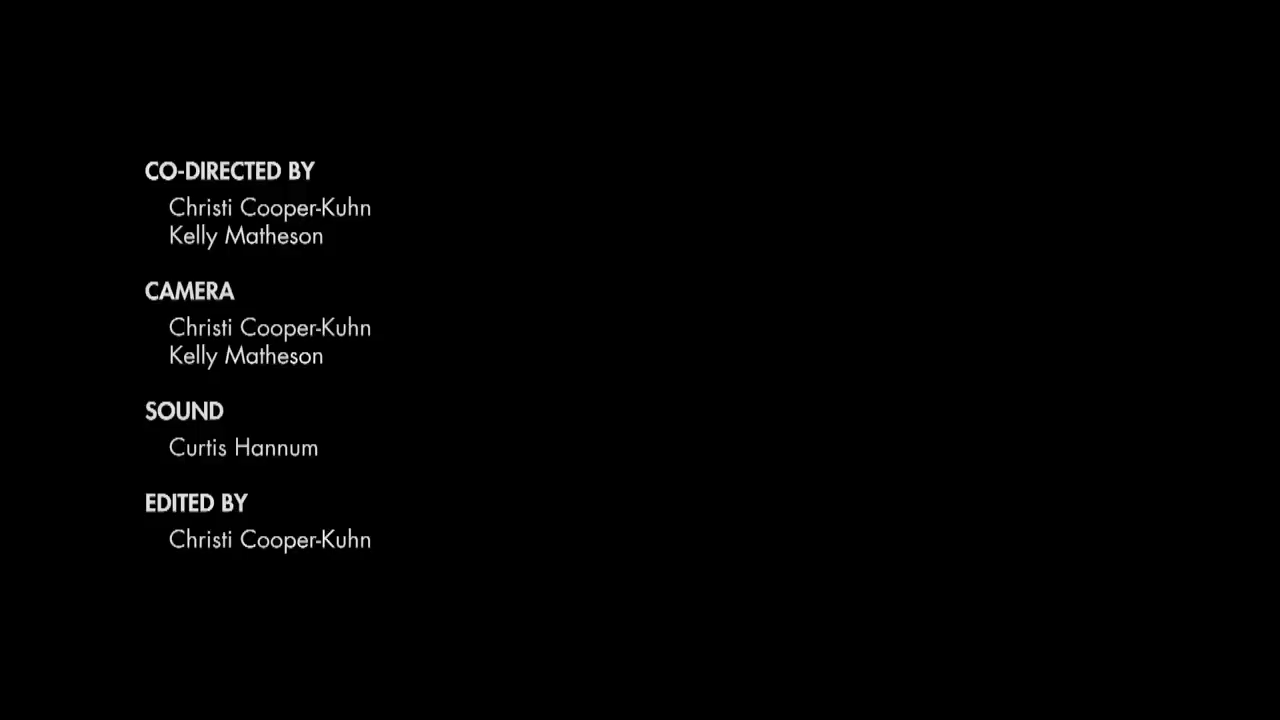 CO-DIRECTED BY
Christi Cooper-Kuhn
Kelly Matheson
CAMERA
Christi Cooper-Kuhn
Kelly Matheson
SOUND
Curtis Hannum
EDITED BY
Christi Cooper-Kuhn